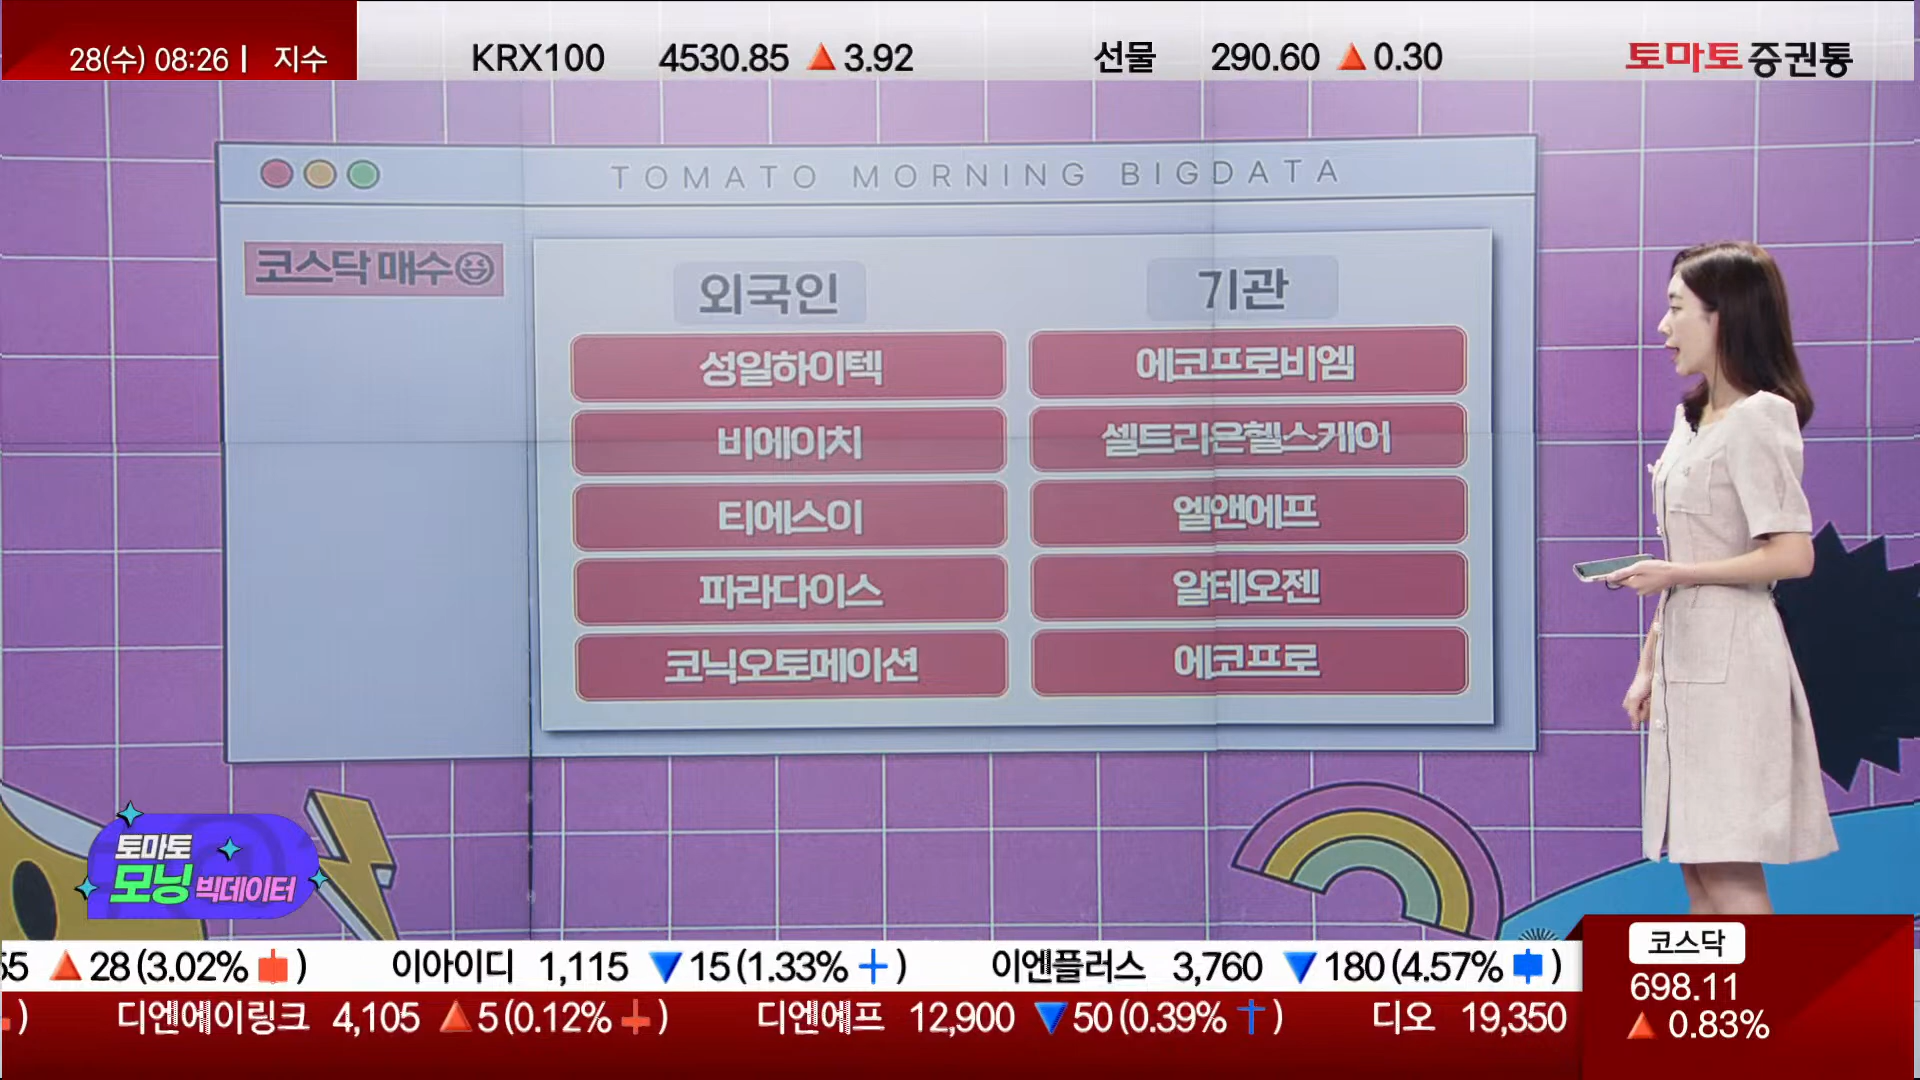 28(수) 08:26 | 지수 KRX100 4530.85 ▲ 3.92 선물 290.60 ▲ 0.30 토마토증권통
TOMATO MORNING BIGDATA
코스닥 매수😆
외국인 기관
성일하이텍 에코프로비엠
비에이치 셀트리온헬스케어
티에스이 엘앤에프
파라다이스 알테오젠
코닉오토메이션 에코프로
토마토
모닝 빅데이터
55 ▲ 28 (3.02% ) 이아이디 1,115 ▼ 15 (1.33% ) 이엔플러스 3,760 ▼ 180 (4.57% )
) 디엔에이링크 4,105 ▲ 5 (0.12% ) 디엔에프 12,900 ▼ 50 (0.39% ) 디오 19,350
코스닥
698.11
▲ 0.83%